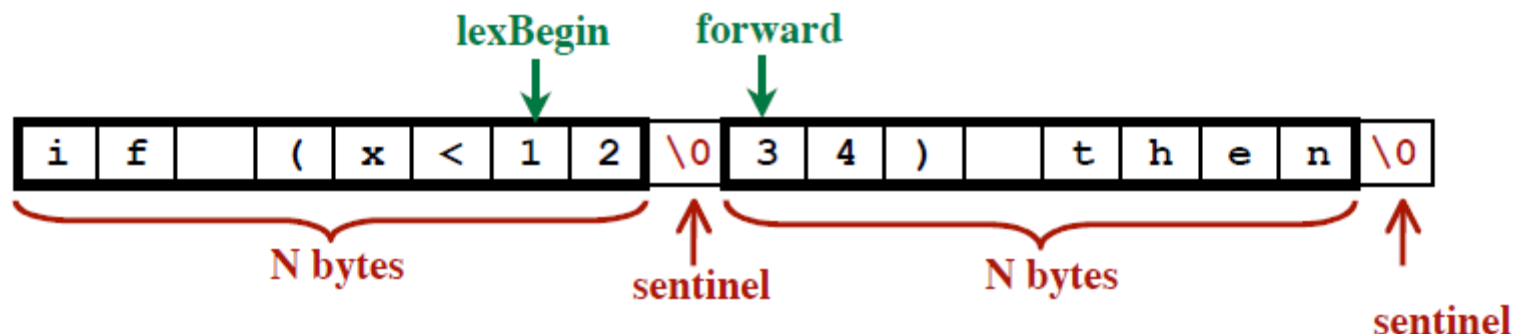 lexBegin forward
i f ( x < 1 2 \0 3 4 ) t h e n \0
N bytes sentinel N bytes sentinel